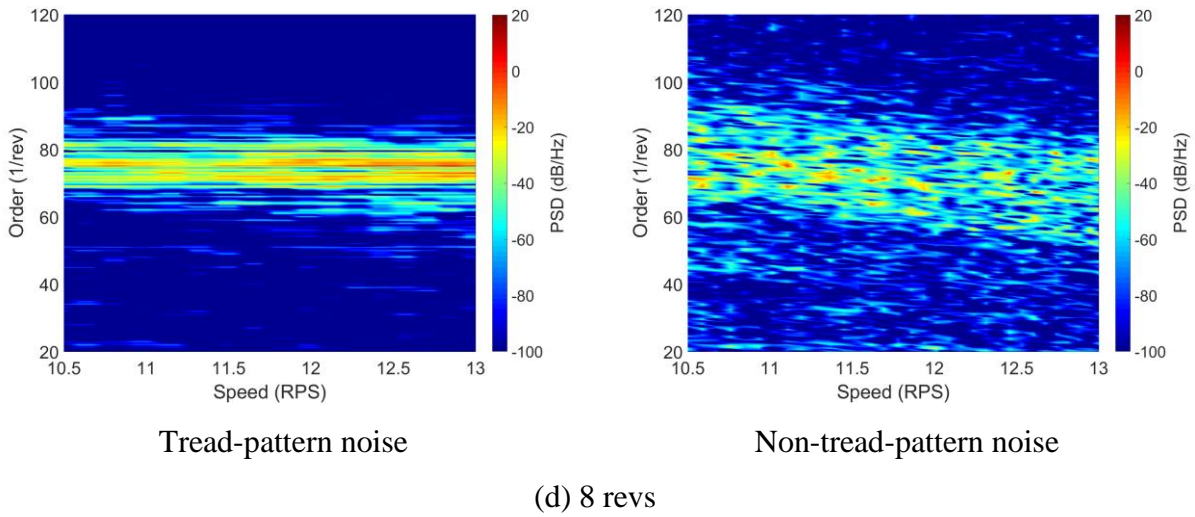 120
100
80
60
40
20
Order (1/rev)
10.5 11 11.5 12 12.5 13
Speed (RPS)
20
0
-20
-40
-60
-80
-100
PSD (dB/Hz)
120
100
80
60
40
20
Order (1/rev)
10.5 11 11.5 12 12.5 13
Speed (RPS)
20
0
-20
-40
-60
-80
-100
PSD (dB/Hz)
Tread-pattern noise
Non-tread-pattern noise
(d) 8 revs